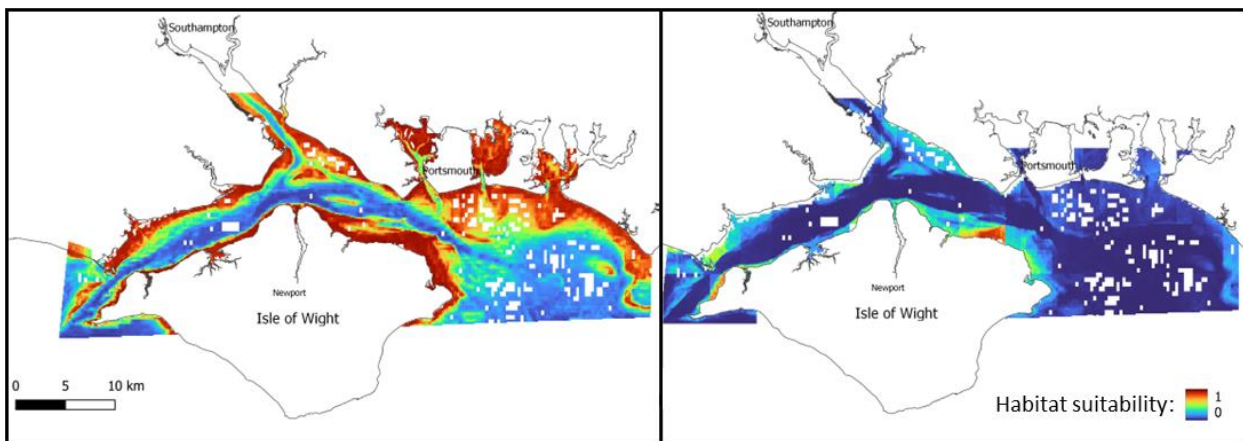 Southampton
Portsmouth
Newport
Isle of Wight
0 5 10 km
Southampton
Portsmouth
Newport
Isle of Wight
Habitat suitability:
1
0